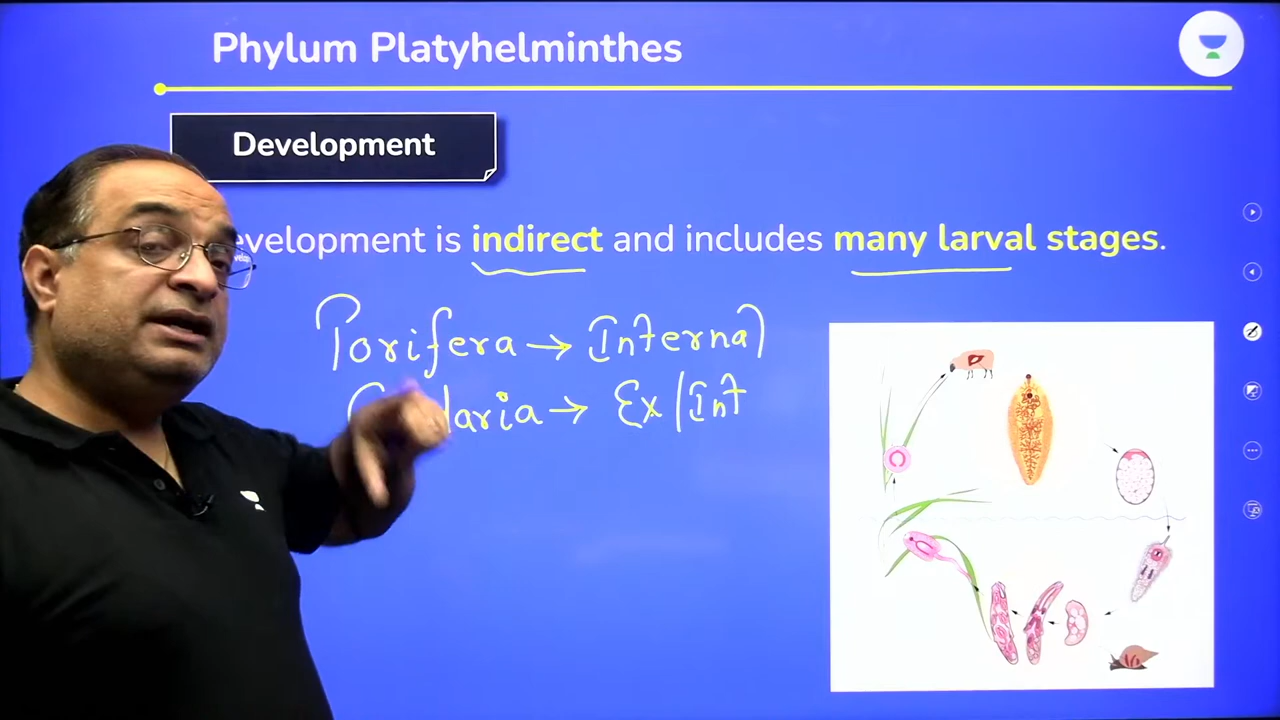 Phylum Platyhelminthes
Development
evelopment is indirect and includes many larval stages.
Porifera → Internal
daria → Ex/Int